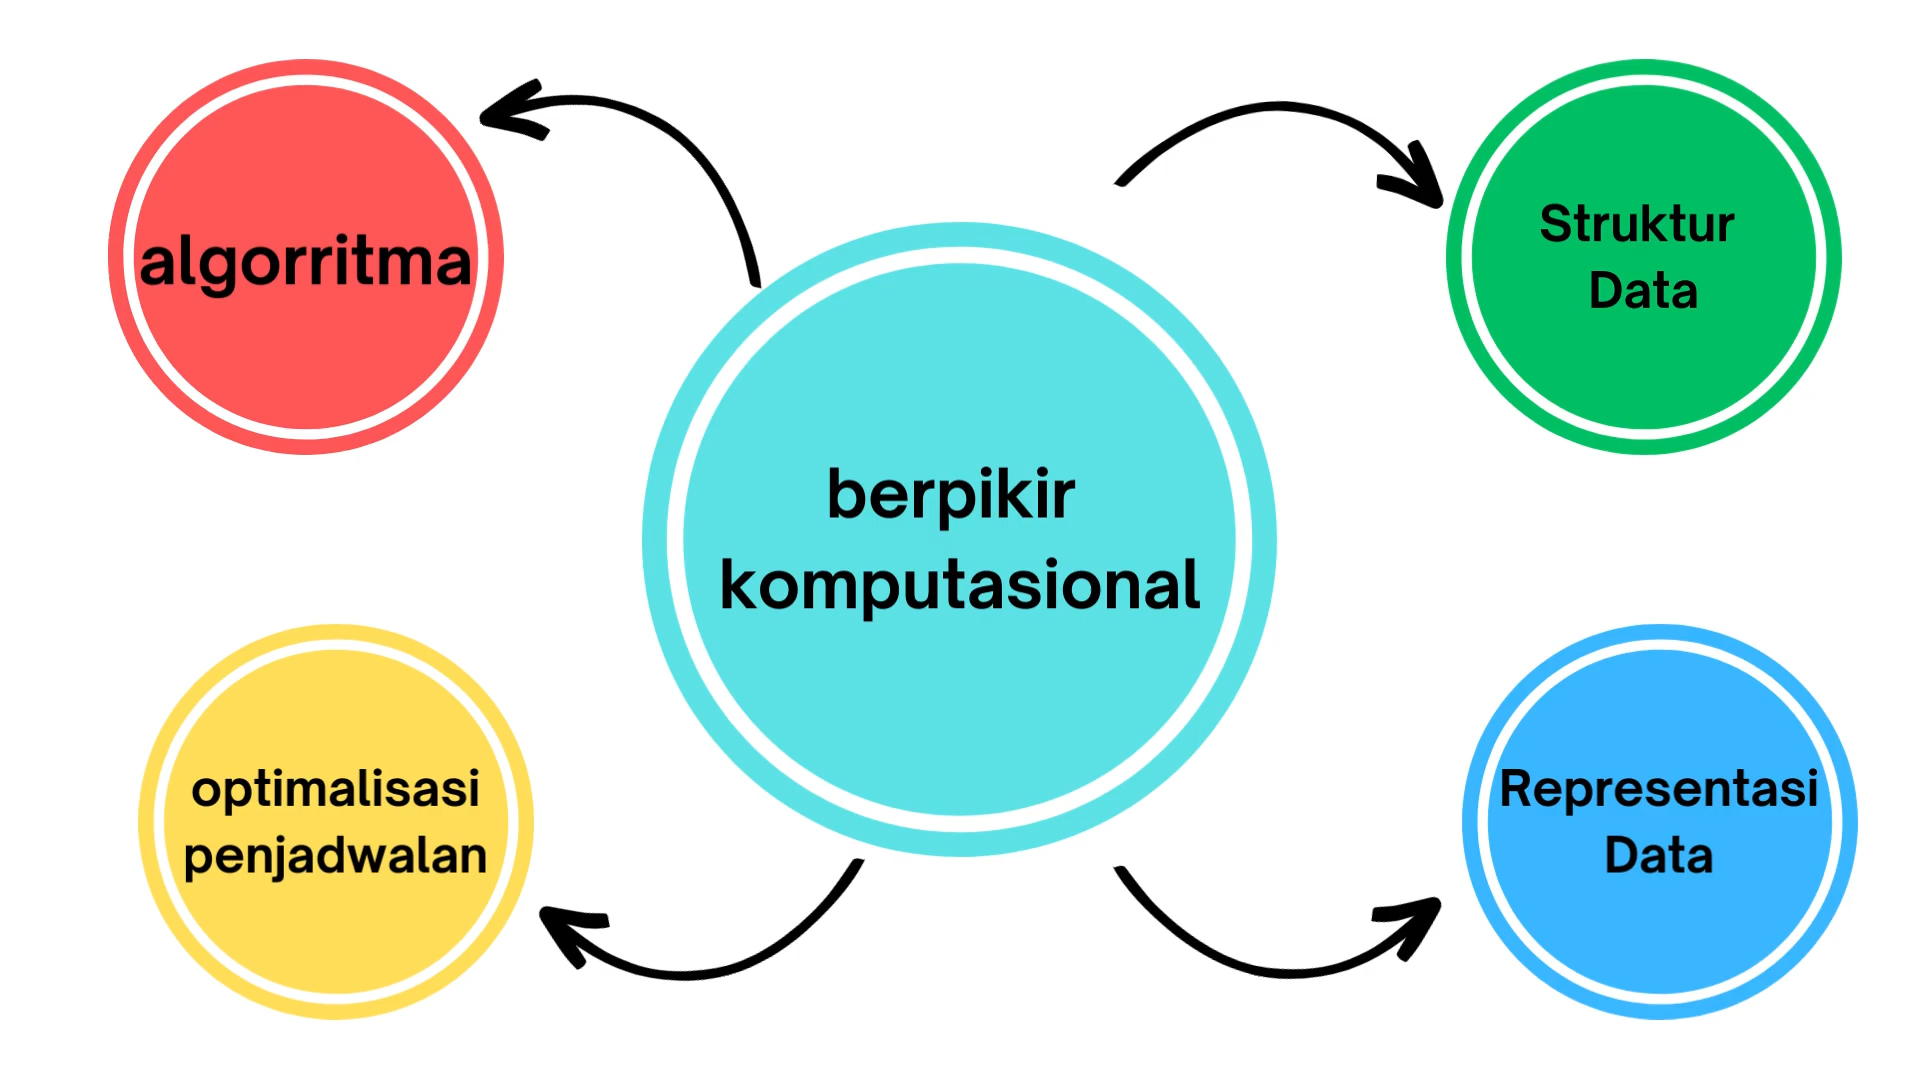 algorritma
Struktur
Data
berpikir
komputasional
optimalisasi
penjadwalan
Representasi
Data